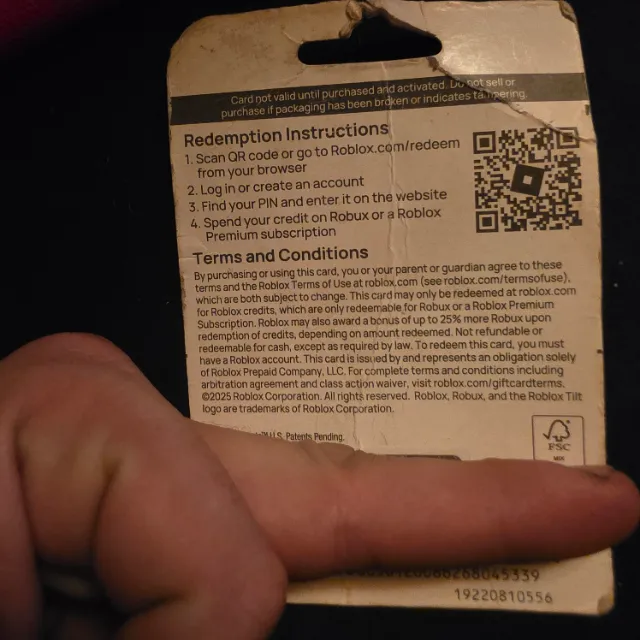 Card not valid until purchased and activated. Do not sell or
purchase if packaging has been broken or indicates tampering.
Redemption Instructions
1. Scan QR code or go to Roblox.com/redeem
from your browser
2. Log in or create an account
3. Find your PIN and enter it on the website
4. Spend your credit on Robux or a Roblox
Premium subscription
Terms and Conditions
By purchasing or using this card, you or your parent or guardian agree to these
terms and the Roblox Terms of Use at roblox.com (see roblox.com/termsofuse),
which are both subject to change. This card may only be redeemed at roblox.com
for Roblox credits, which are only redeemable for Robux or a Roblox Premium
Subscription. Roblox may also award a bonus of up to 25% more Robux upon
redemption of credits, depending on amount redeemed. Not refundable or
redeemable for cash, except as required by law. To redeem this card, you must
have a Roblox account. This card is issued by and represents an obligation solely
of Roblox Prepaid Company, LLC. For complete terms and conditions including
arbitration agreement and class action waiver, visit roblox.com/giftcardterms.
©2025 Roblox Corporation. All rights reserved. Roblox, Robux, and the Roblox Tilt
logo are trademarks of Roblox Corporation.
U.S. Patents Pending.
FSC
MIX
19220810556